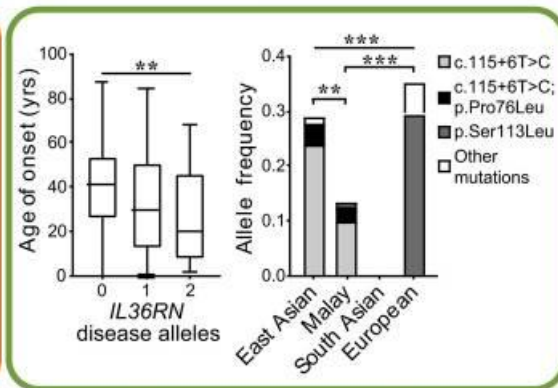 Age of onset (yrs)
100
80
60
40
20
0
**
0 1 2
IL36RN
disease alleles
Allele frequency
0.4
0.3
0.2
0.1
0.0
***
***
**
East Asian
Malay
South Asian
European
c.115+6T>C
c.115+6T>C;
p.Pro76Leu
p.Ser113Leu
Other
mutations